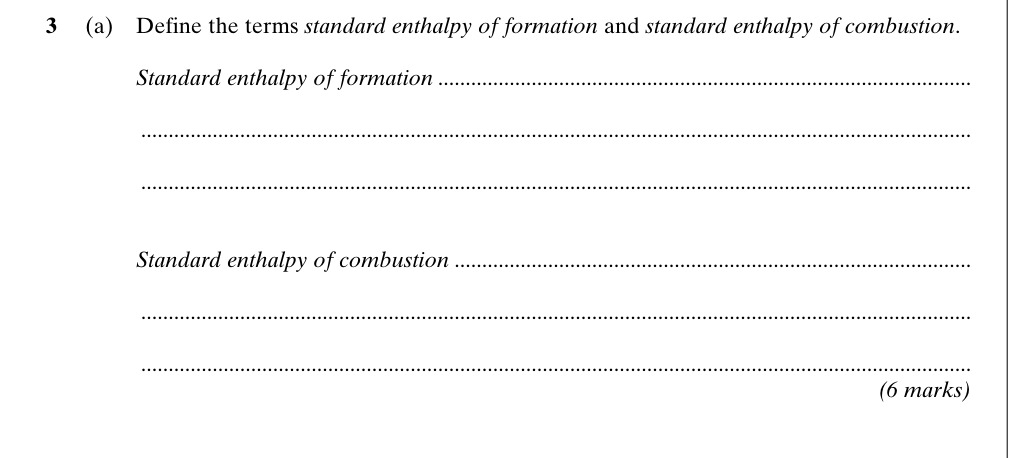 3 (a) Define the terms standard enthalpy of formation and standard enthalpy of combustion.
Standard enthalpy of formation ..........................................................................................
..........................................................................................
..........................................................................................
Standard enthalpy of combustion ..........................................................................................
..........................................................................................
..........................................................................................
(6 marks)